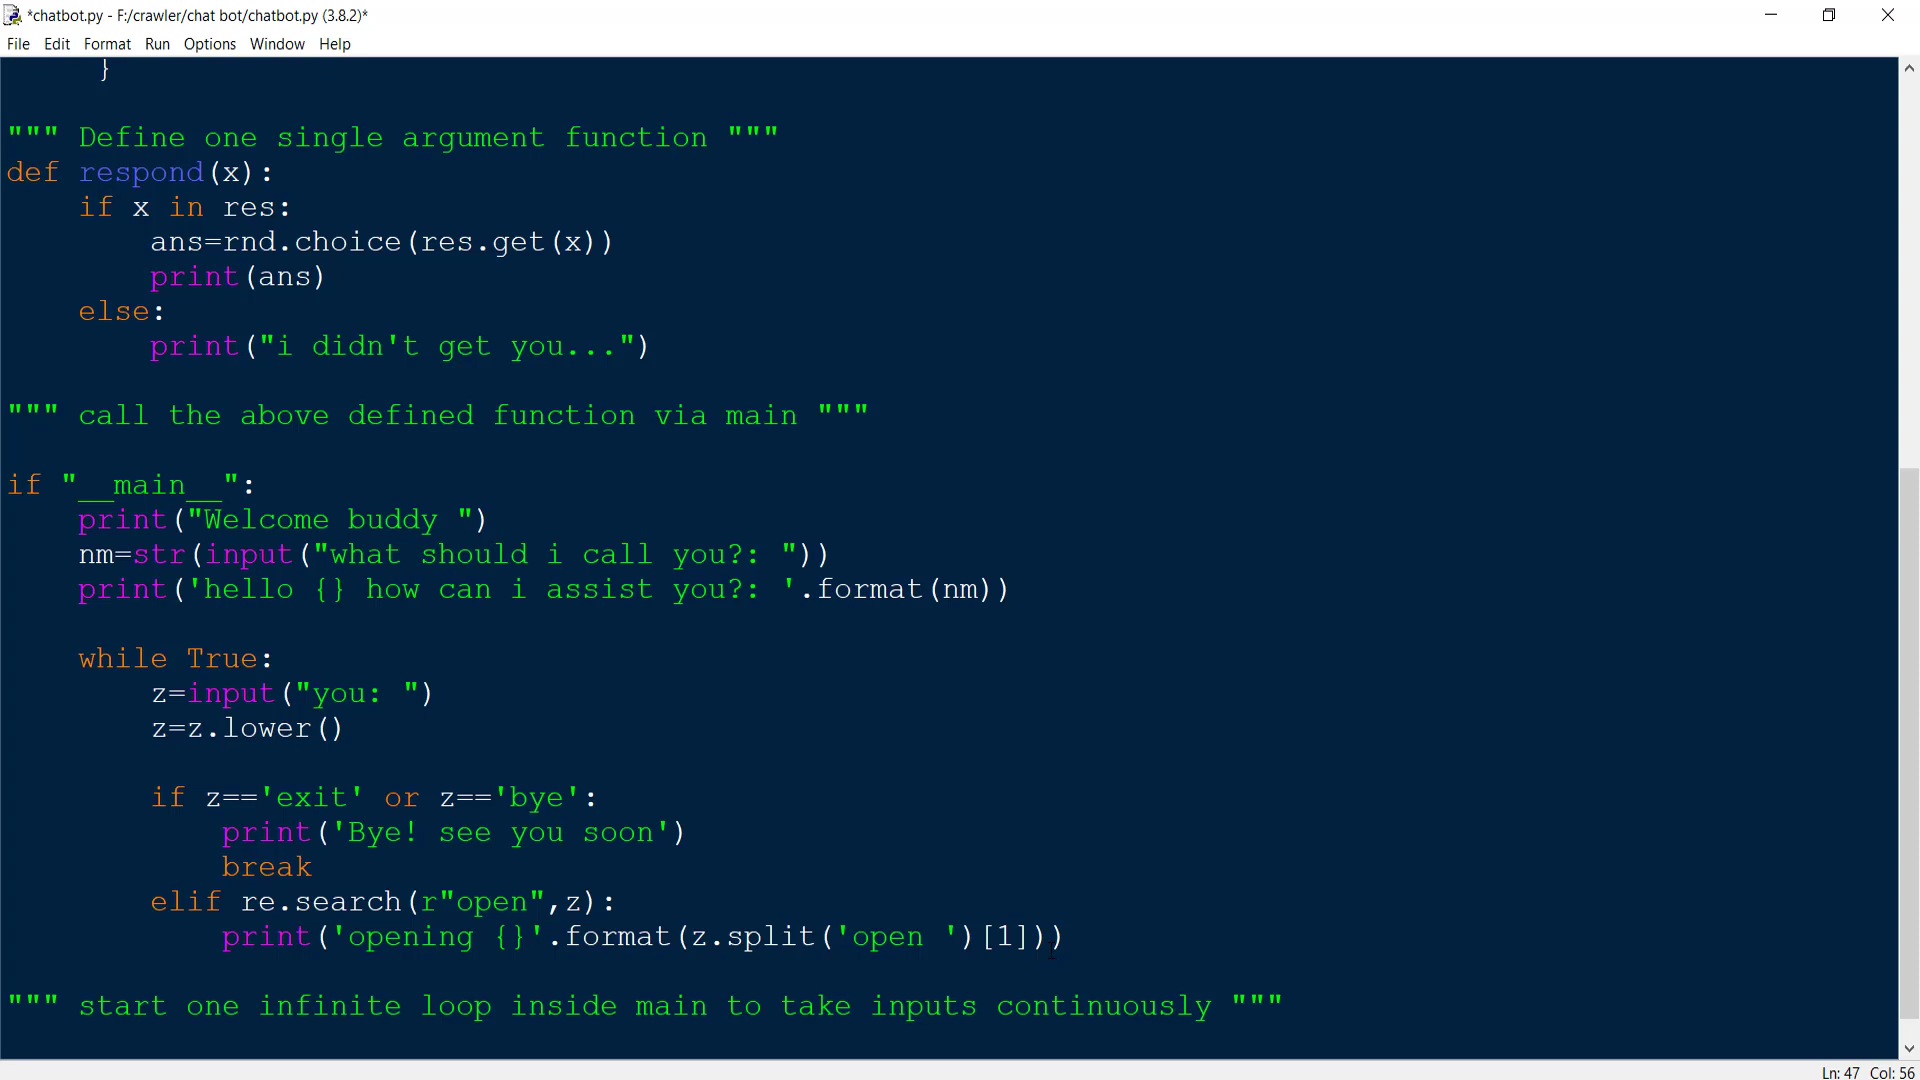 *chatbot.py - F:/crawler/chat bot/chatbot.py (3.8.2)*
File Edit Format Run Options Window Help
}
""" Define one single argument function """
def respond(x):
    if x in res:
        ans=rnd.choice(res.get(x))
        print(ans)
    else:
        print("i didn't get you...")
""" call the above defined function via main """
if "__main__":
    print("Welcome buddy ")
    nm=str(input("what should i call you?: "))
    print('hello {} how can i assist you?: '.format(nm))
    while True:
        z=input("you: ")
        z=z.lower()
        if z=='exit' or z=='bye':
            print('Bye! see you soon')
            break
        elif re.search(r"open",z):
            print('opening {}'.format(z.split('open ')[1]))
""" start one infinite loop inside main to take inputs continuously """
Ln: 47 Col: 56